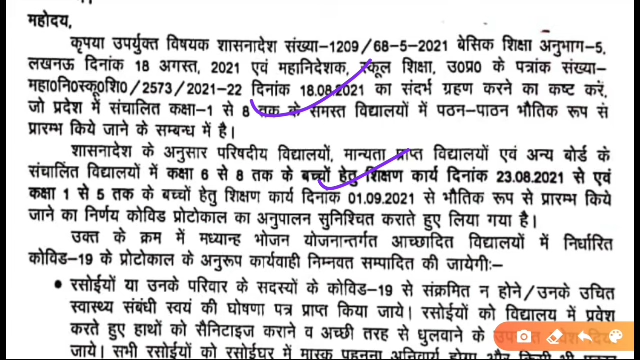 महोदय,
कृपया उपर्युक्त विषयक शासनादेश संख्या-1209/68-5-2021 बेसिक शिक्षा अनुभाग-5,
लखनऊ दिनांक 18 अगस्त, 2021 एवं महानिदेशक, स्कूल शिक्षा, उ0प्र0 के पत्रांक संख्या-
महा0नि0स्कू0शि0/2573/2021-22 दिनांक 18.08.2021 का संदर्भ ग्रहण करने का कष्ट करें,
जो प्रदेश में संचालित कक्षा-1 से 8 तक के समस्त विद्यालयों में पठन-पाठन भौतिक रूप से
प्रारम्भ किये जाने के सम्बन्ध में है।
शासनादेश के अनुसार परिषदीय विद्यालयों, मान्यता प्राप्त विद्यालयों एवं अन्य बोर्ड के
संचालित विद्यालयों में कक्षा 6 से 8 तक के बच्चों हेतु शिक्षण कार्य दिनांक 23.08.2021 से एवं
कक्षा 1 से 5 तक के बच्चों हेतु शिक्षण कार्य दिनांक 01.09.2021 से भौतिक रूप से प्रारम्भ किये
जाने का निर्णय कोविड प्रोटोकाल का अनुपालन सुनिश्चित कराते हुए लिया गया है।
उक्त के क्रम में मध्यान्ह भोजन योजनान्तर्गत आच्छादित विद्यालयों में निर्धारित
कोविड-19 के प्रोटोकाल के अनुरूप कार्यवाही निम्नवत सम्पादित की जायेगी:-
• रसोईयों या उनके परिवार के सदस्यों के कोविड-19 से संक्रमित न होने/उनके उचित
स्वास्थ्य संबंधी स्वयं की घोषणा पत्र प्राप्त किया जाये। रसोईयों को विद्यालय में प्रवेश
करते हुए हाथों को सैनिटाइज कराने व अच्छी तरह से धुलवाने के
जाये। सभी रसोईयों को रसोईघर में मास्क पहनना अनिवार्य होगा और किसी भी